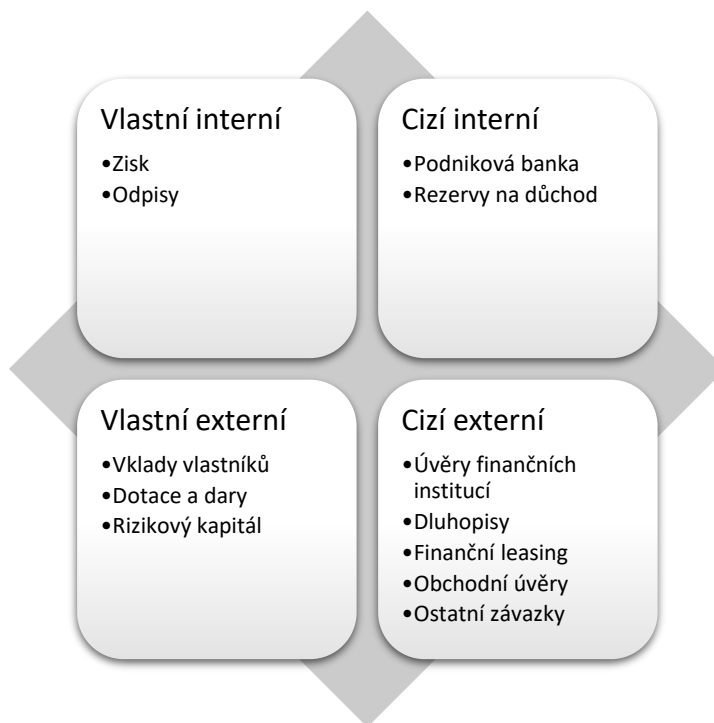 Vlastní interní
•Zisk
•Odpisy
Cizí interní
•Podniková banka
•Rezervy na důchod
Vlastní externí
•Vklady vlastníků
•Dotace a dary
•Rizikový kapitál
Cizí externí
•Úvěry finančních
institucí
•Dluhopisy
•Finanční leasing
•Obchodní úvěry
•Ostatní závazky